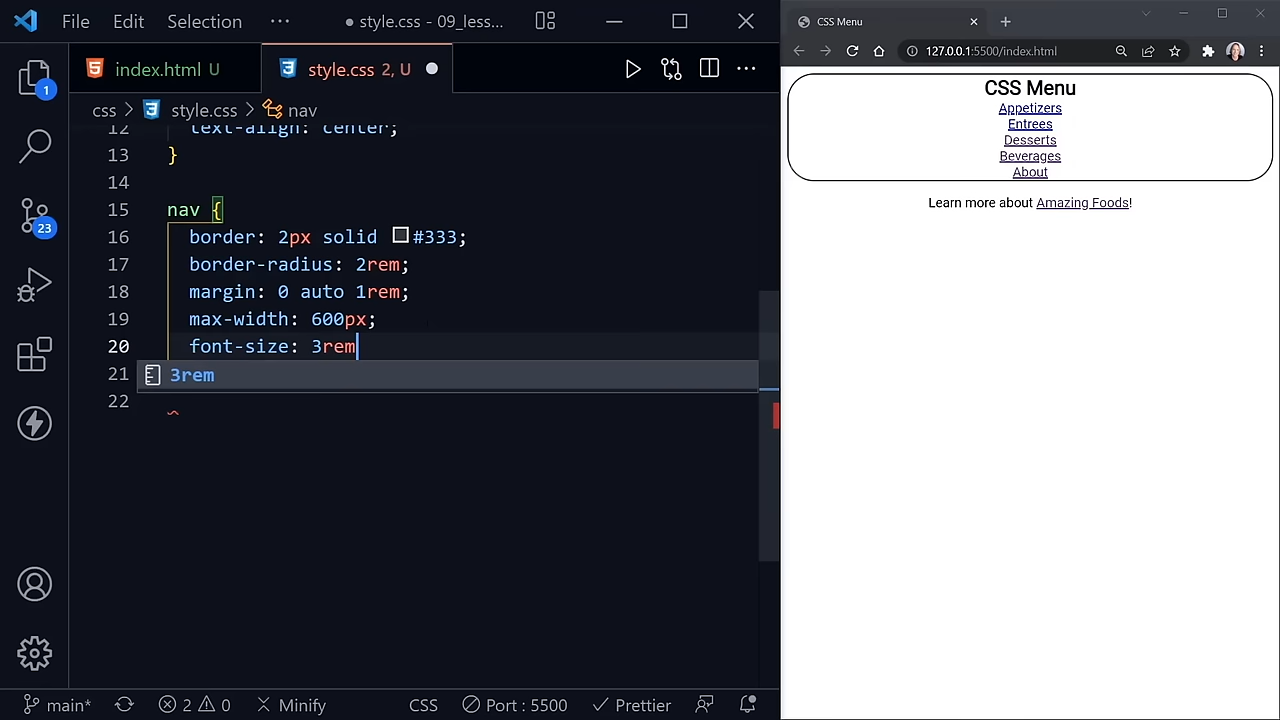 File Edit Selection ··· ● style.css - 09_less...
index.html U
style.css 2, U
css > style.css > nav
12 text-align: center;
13 }
14
15 nav {
16 border: 2px solid #333;
17 border-radius: 2rem;
18 margin: 0 auto 1rem;
19 max-width: 600px;
20 font-size: 3rem
3rem
21
22
1
23
main* 2 0 Minify CSS Port : 5500 Prettier
CSS Menu
127.0.0.1:5500/index.html
CSS Menu
Appetizers
Entrees
Desserts
Beverages
About
Learn more about Amazing Foods!